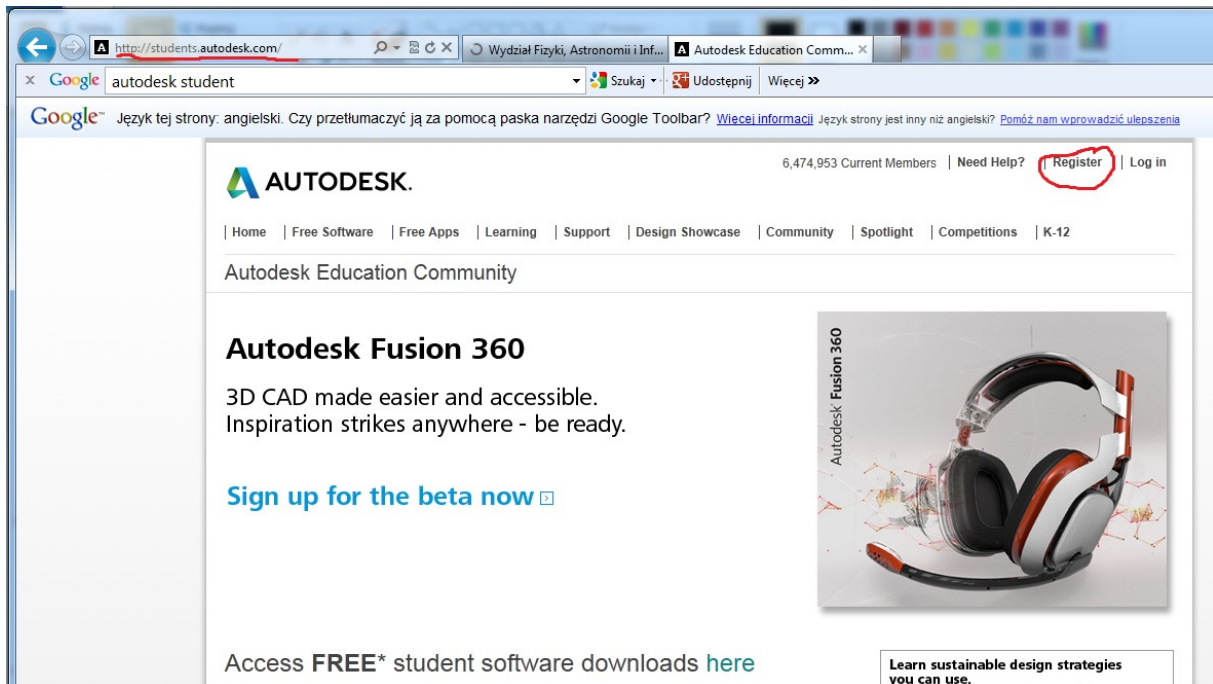 http://students.autodesk.com/
Wydział Fizyki, Astronomii i Inf...
Autodesk Education Comm...
Google autodesk student
Szukaj
Udostępnij
Więcej
Google™ Język tej strony: angielski. Czy przetłumaczyć ją za pomocą paska narzędzi Google Toolbar? Więcej informacji Język strony jest inny niż angielski? Pomóż nam wprowadzić ulepszenia
6,474,953 Current Members | Need Help? | Register | Log in
AUTODESK.
| Home | Free Software | Free Apps | Learning | Support | Design Showcase | Community | Spotlight | Competitions | K-12
Autodesk Education Community
Autodesk Fusion 360
3D CAD made easier and accessible.
Inspiration strikes anywhere - be ready.
Sign up for the beta now
Autodesk Fusion 360
Access FREE* student software downloads here
Learn sustainable design strategies
you can use.